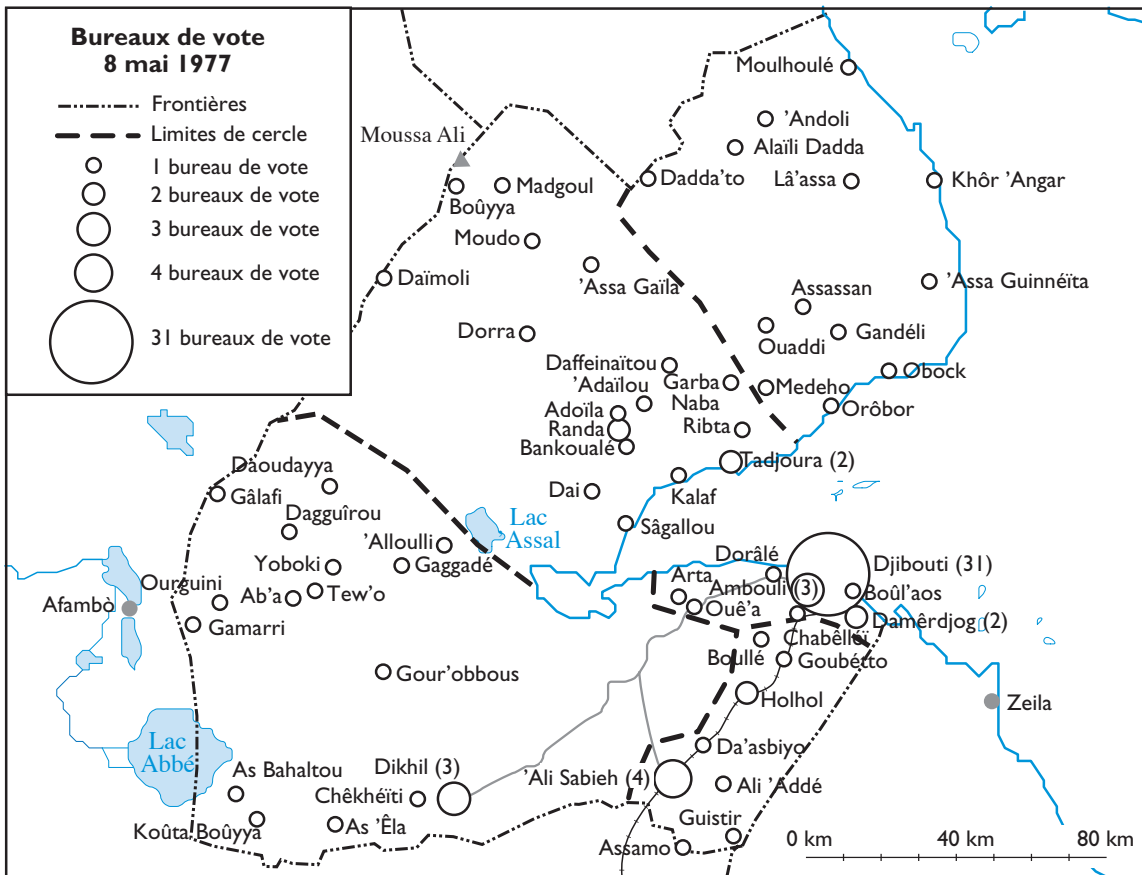 Bureaux de vote
8 mai 1977
Frontières
Limites de cercle
1 bureau de vote
2 bureaux de vote
3 bureaux de vote
4 bureaux de vote
31 bureaux de vote
Moulhoulé
'Andoli
Moussa Ali
Alaïli Dadda
Dadda'to
Lâ'assa
Khôr 'Angar
Madgoul
Boûyya
Moudo
Daïmoli
'Assa Gaïla
'Assa Guinnéïta
Assassan
Dorra
Ouaddi
Gandéli
Daffeinaïtou
'Adaïlou
Garba
Naba
Medeho
Obock
Adoïla
Orôbor
Randa
Ribta
Bankoualé
Tadjoura (2)
Daoudayya
Gâlafi
Dai
Kalaf
Dagguîrou
Lac
'Assal
Sâgallou
'Alloulli
Yoboki
Gaggadé
Dorâlé
Djibouti (31)
Ourguini
Arta
Ambouli (3)
Boûl'aos
Afambò
Ab'a
Tew'o
Ouê'a
Damêrdjog (2)
Gamarri
Chabêlleï
Boullé
Goubétto
Gour'obbous
Holhol
Zeila
Lac
Abbé
Da'asbiyo
As Bahaltou
Dikhil (3)
'Ali Sabieh (4)
Ali 'Addé
Chêkhéïti
Koûta Boûyya
As 'Êla
Guistir
Assamo
0 km
40 km
80 km